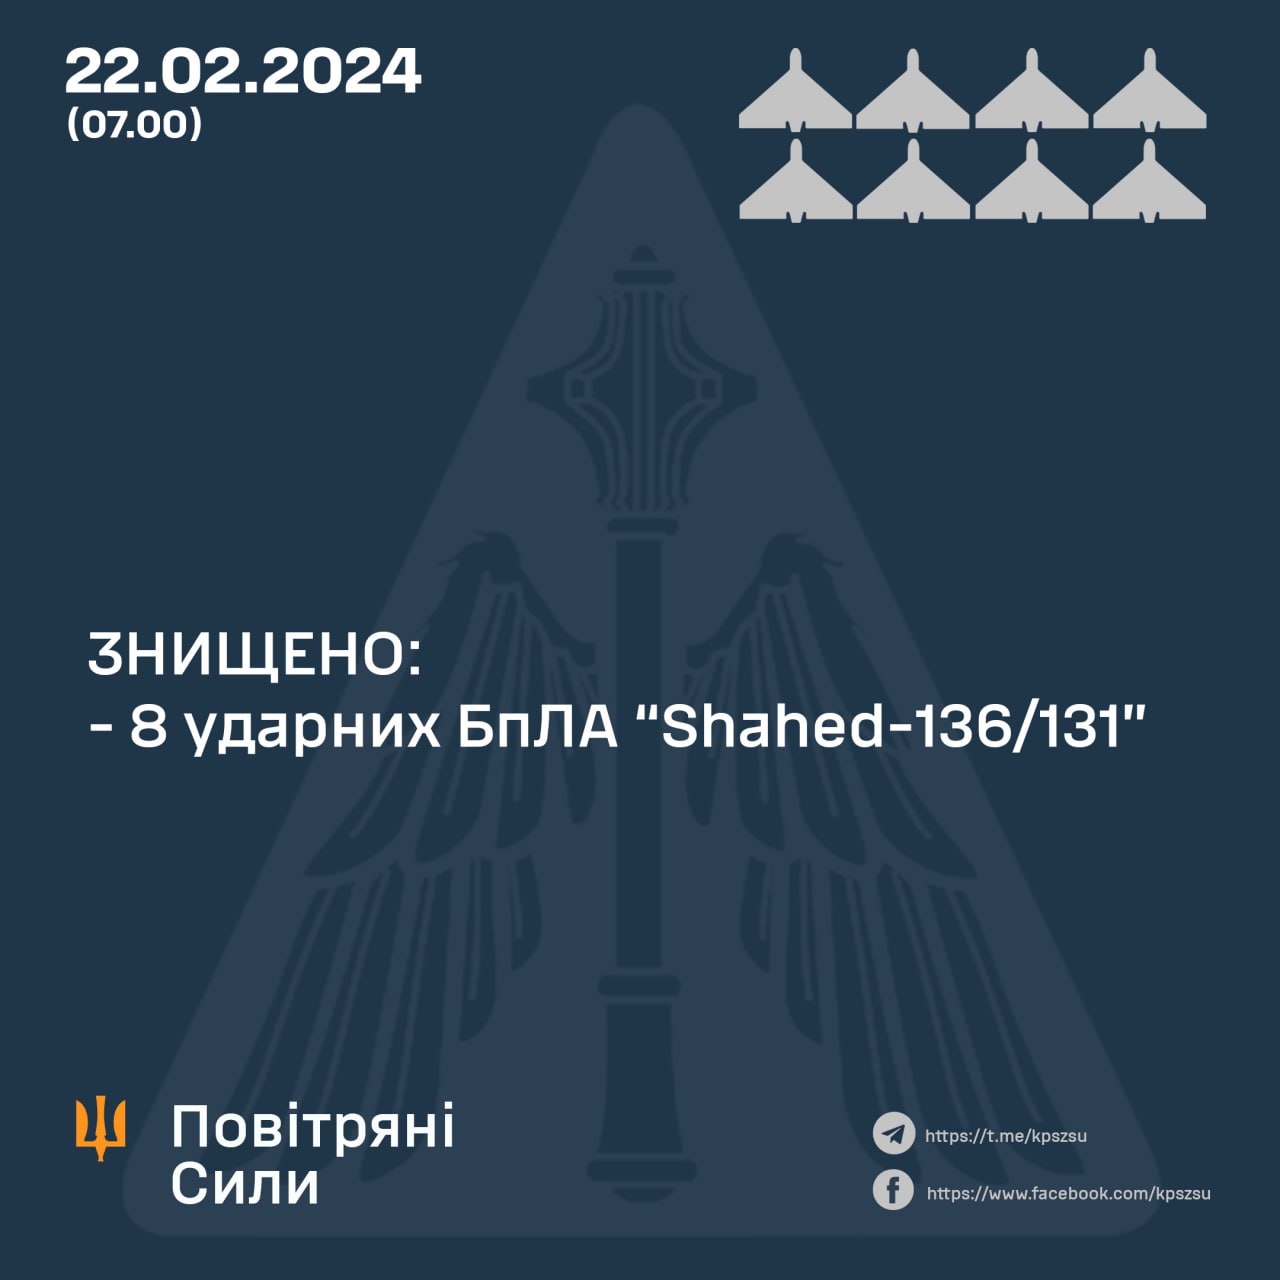 22.02.2024
(07.00)
ЗНИЩЕНО:
- 8 ударних БпЛА “Shahed-136/131”
Повітряні
Сили
https://t.me/kpszsu
https://www.facebook.com/kpszsu